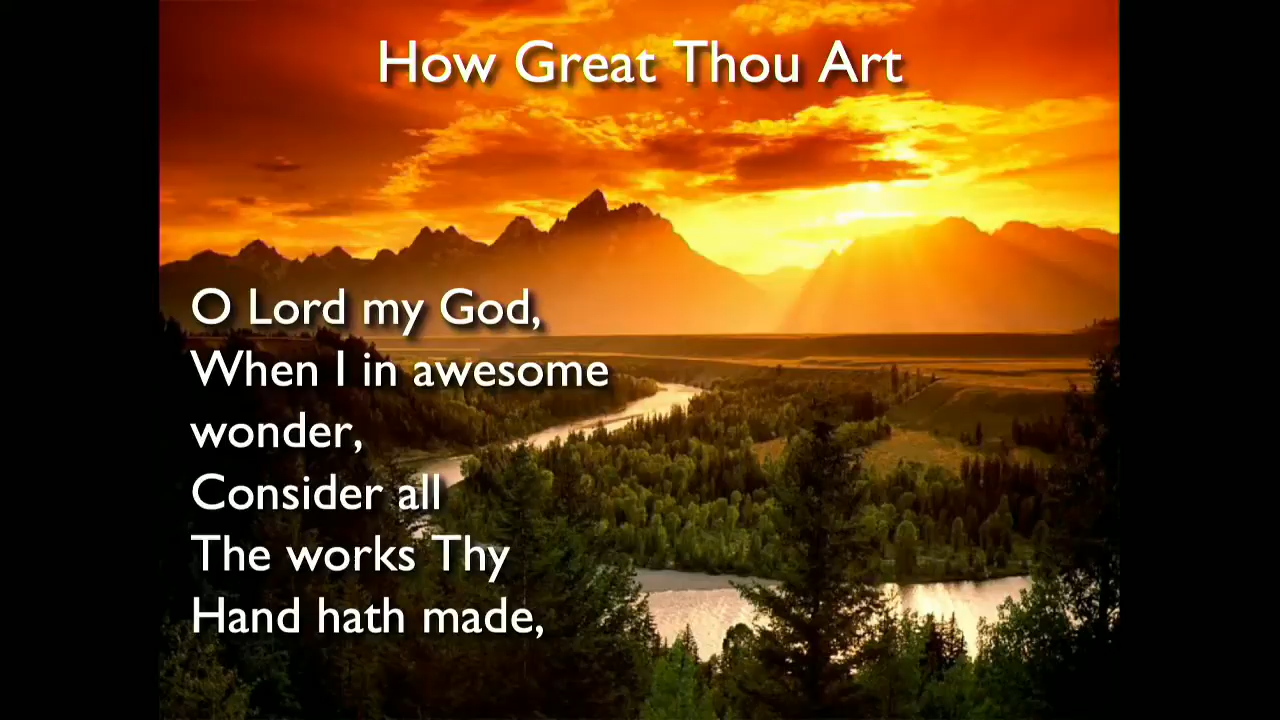 How Great Thou Art
O Lord my God,
When I in awesome
wonder,
Consider all
The works Thy
Hand hath made,